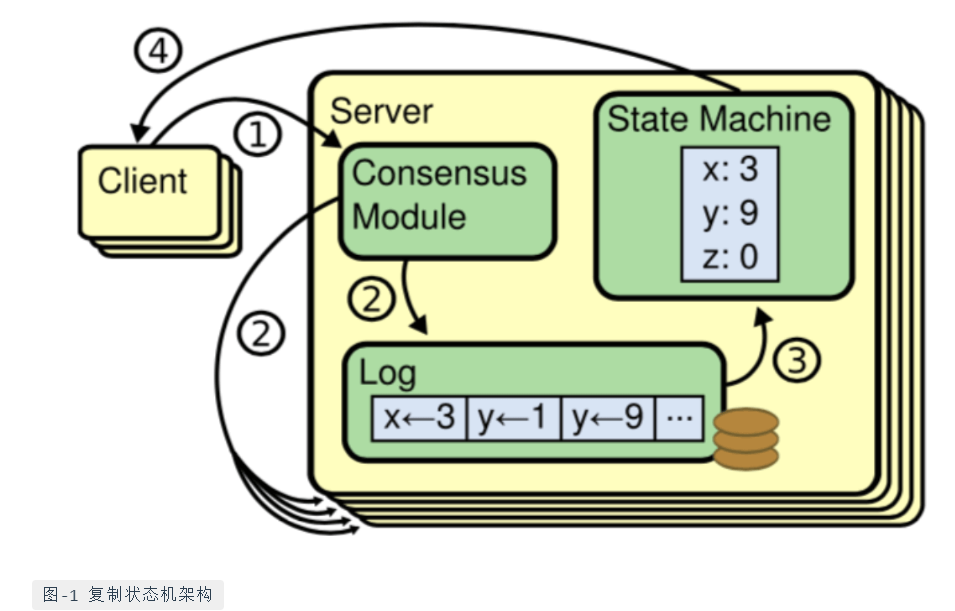 ④
①
Server
State Machine
Client
Consensus
Module
x: 3
y: 9
z: 0
②
②
③
Log
x←3 y←1 y←9 ···
图-1 复制状态机架构